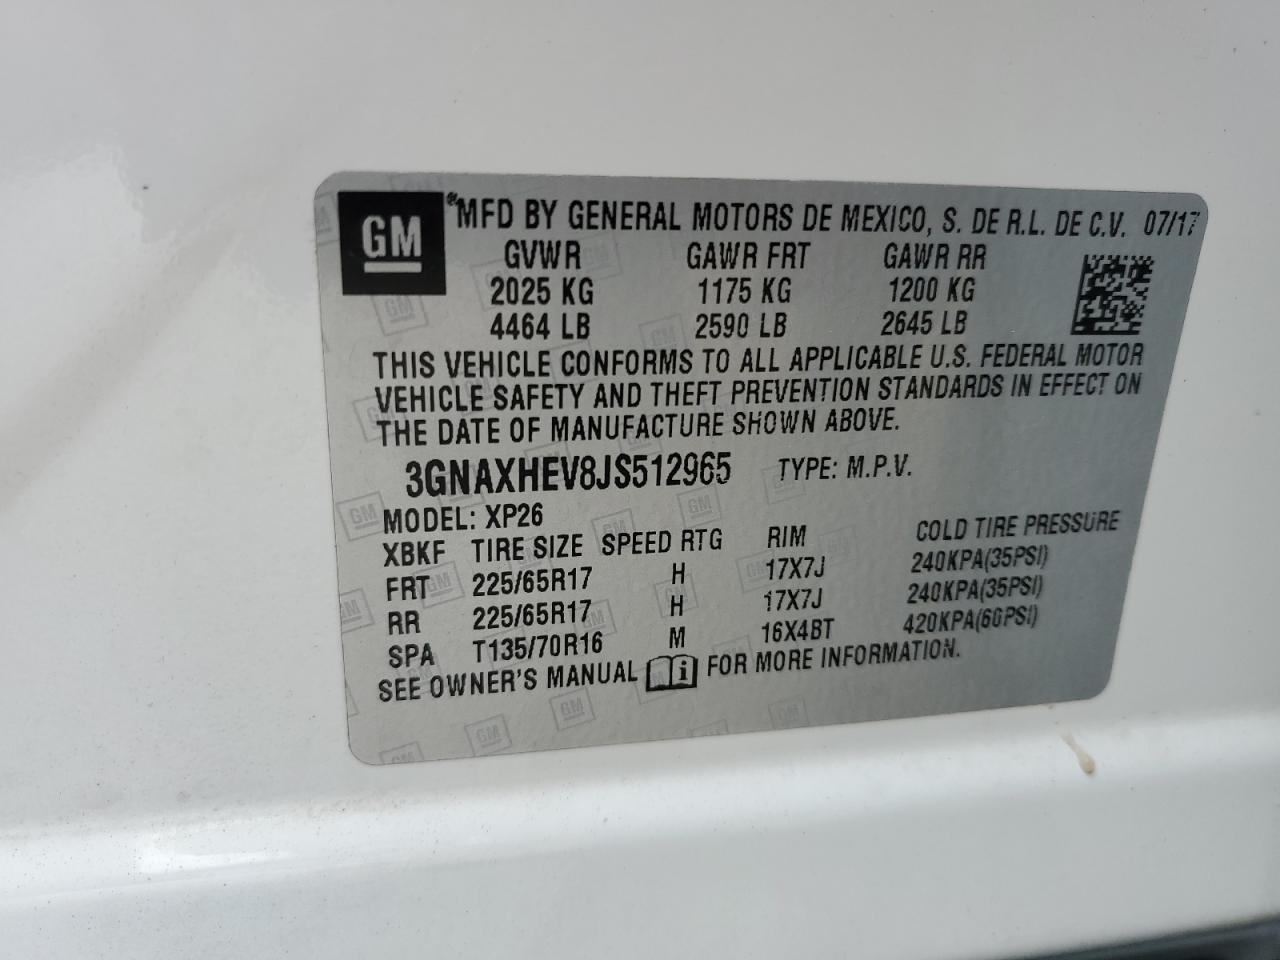 GM
MFD BY GENERAL MOTORS DE MEXICO, S. DE R.L. DE C.V. 07/17
GVWR GAWR FRT GAWR RR
2025 KG 1175 KG 1200 KG
4464 LB 2590 LB 2645 LB
THIS VEHICLE CONFORMS TO ALL APPLICABLE U.S. FEDERAL MOTOR
VEHICLE SAFETY AND THEFT PREVENTION STANDARDS IN EFFECT ON
THE DATE OF MANUFACTURE SHOWN ABOVE.
3GNAXHEV8JS512965 TYPE: M.P.V.
MODEL: XP26
XBKF TIRE SIZE SPEED RTG RIM COLD TIRE PRESSURE
FRT 225/65R17 H 17X7J 240KPA(35PSI)
RR 225/65R17 H 17X7J 240KPA(35PSI)
SPA T135/70R16 M 16X4BT 420KPA(60PSI)
SEE OWNER'S MANUAL i FOR MORE INFORMATION.